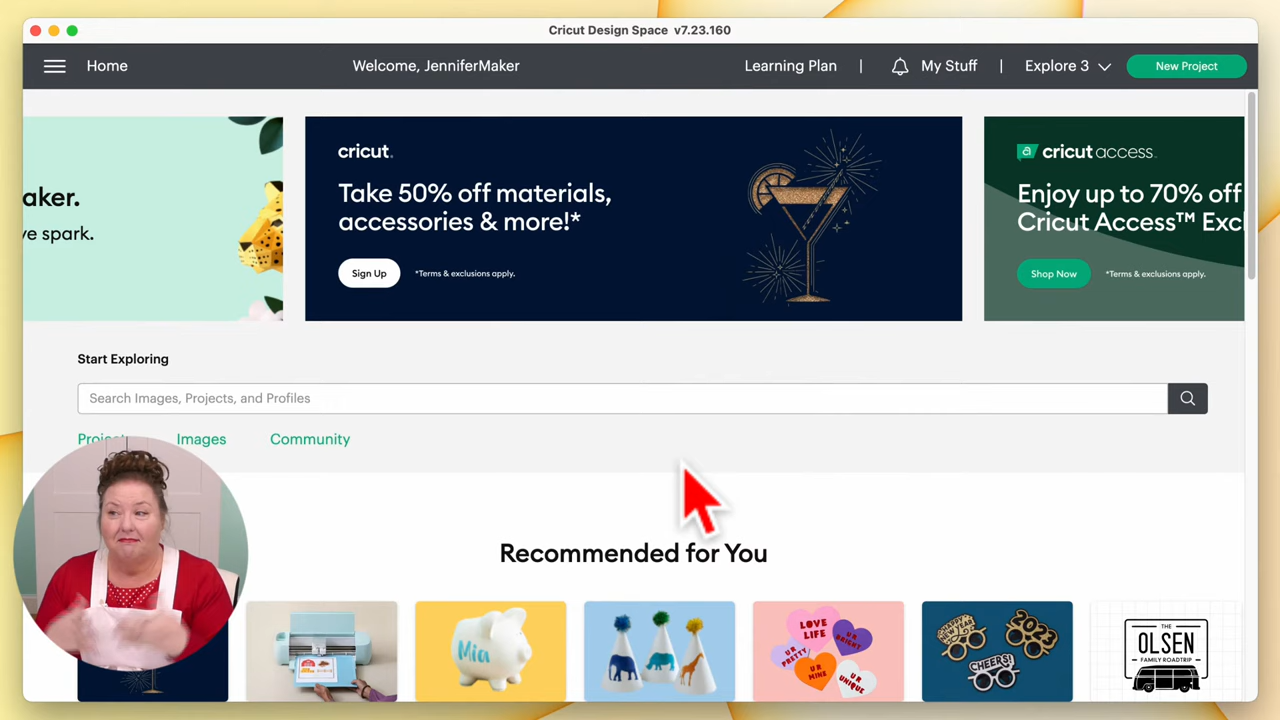 Cricut Design Space v7.23.160
Home
Welcome, JenniferMaker
Learning Plan
My Stuff
Explore 3
New Project
aker.
ve spark.
cricut.
Take 50% off materials,
accessories & more!*
Sign Up
*Terms & exclusions apply.
cricut access™
Enjoy up to 70% off
Cricut Access™ Excl
Shop Now
*Terms & exclusions apply.
Start Exploring
Search Images, Projects, and Profiles
Projects
Images
Community
Recommended for You
Mia
LOVE
LIFE
UR
PRETTY
UR
BRIGHT
UR
MINE
UR
UNIQUE
CHEERS!
2023
THE
OLSEN
FAMILY ROADTRIP